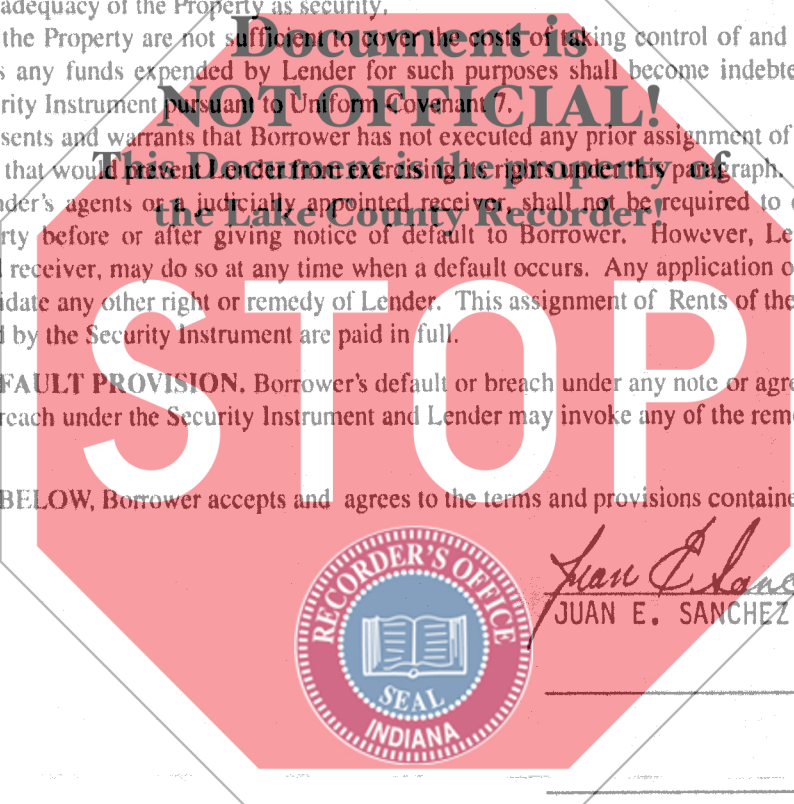 adequacy of the Property as security.
Document is
the Property are not sufficient to cover the costs of taking control of and
s any funds expended by Lender for such purposes shall become indebte
rity Instrument pursuant to Uniform Covenant 7.
NOT OFFICIAL!
sents and warrants that Borrower has not executed any prior assignment of
that would prevent Lender from exercising its rights under this paragraph.
This Document is the property of
nder's agents or a judicially appointed receiver, shall not be required to
the Lake County Recorder!
rty before or after giving notice of default to Borrower. However, Le
receiver, may do so at any time when a default occurs. Any application o
idate any other right or remedy of Lender. This assignment of Rents of the
d by the Security Instrument are paid in full.
STOP
FAULT PROVISION. Borrower's default or breach under any note or agre
reach under the Security Instrument and Lender may invoke any of the reme
BELOW, Borrower accepts and agrees to the terms and provisions containe
Juan E Sanc
JUAN E. SANCHEZ
RECORDER'S OFFICE
SEAL
INDIANA